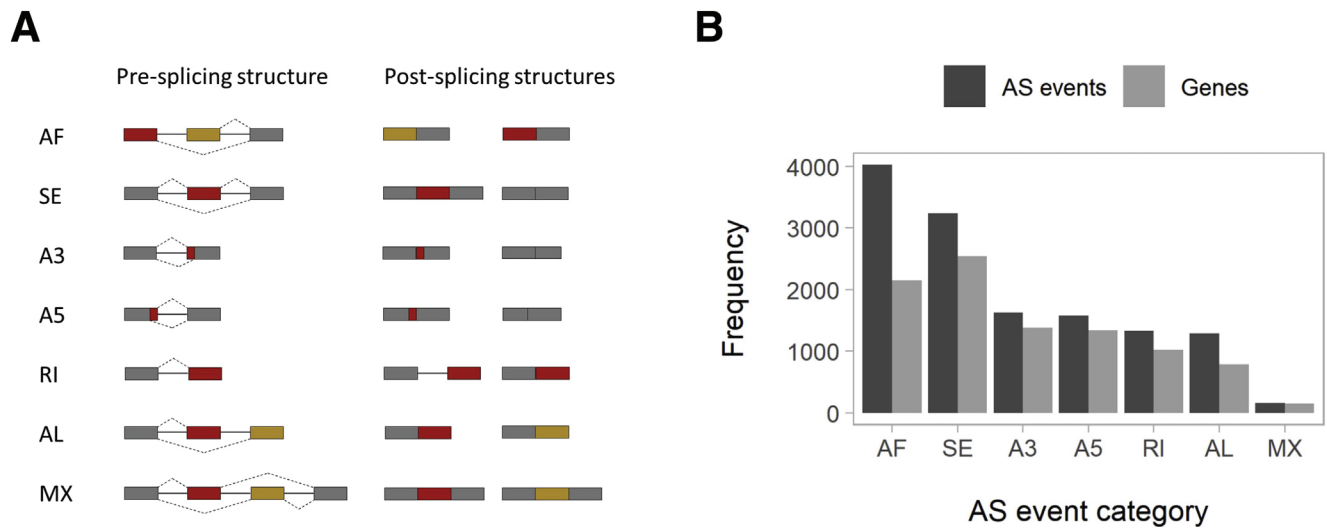 A
Pre-splicing structure
Post-splicing structures
AF
SE
A3
A5
RI
AL
MX
B
AS events
Genes
Frequency
4000
3000
2000
1000
0
AF SE A3 A5 RI AL MX
AS event category